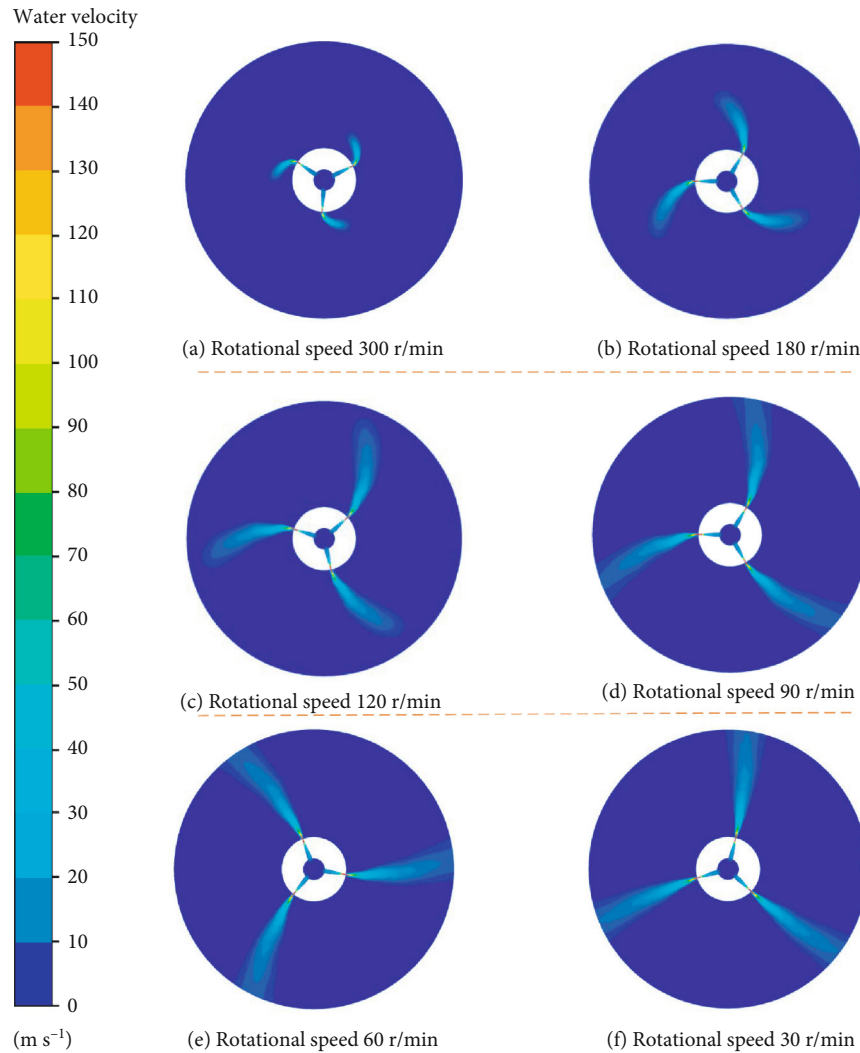 Water velocity
150
140
130
120
110
100
90
80
70
60
50
40
30
20
10
0
(m s⁻¹)
(a) Rotational speed 300 r/min
(b) Rotational speed 180 r/min
(c) Rotational speed 120 r/min
(d) Rotational speed 90 r/min
(e) Rotational speed 60 r/min
(f) Rotational speed 30 r/min